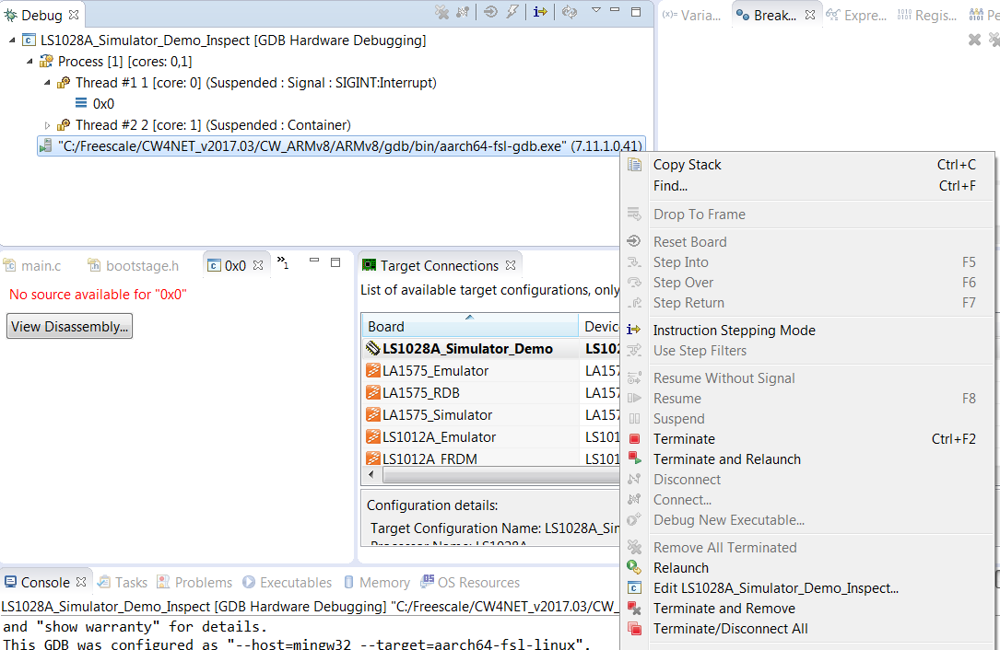 Debug
LS1028A_Simulator_Demo_Inspect [GDB Hardware Debugging]
Process [1] [cores: 0,1]
Thread #1 1 [core: 0] (Suspended : Signal : SIGINT:Interrupt)
0x0
Thread #2 2 [core: 1] (Suspended : Container)
"C:/Freescale/CW4NET_v2017.03/CW_ARMv8/ARMv8/gdb/bin/aarch64-fsl-gdb.exe" (7.11.1.0.41)
(x)= Varia... Break... Expre... Regis... Pe
main.c bootstage.h 0x0 »1
No source available for "0x0"
View Disassembly...
Target Connections
List of available target configurations, only
Board Devic
LS1028A_Simulator_Demo LS102
LA1575_Emulator LA157
LA1575_RDB LA157
LA1575_Simulator LA157
LS1012A_Emulator LS101
LS1012A_FRDM LS101
Configuration details:
Target Configuration Name: LS1028A_Sim
Processor Name: LS1028A
Copy Stack Ctrl+C
Find... Ctrl+F
Drop To Frame
Reset Board
Step Into F5
Step Over F6
Step Return F7
Instruction Stepping Mode
Use Step Filters
Resume Without Signal
Resume F8
Suspend
Terminate Ctrl+F2
Terminate and Relaunch
Disconnect
Connect...
Debug New Executable...
Remove All Terminated
Relaunch
Edit LS1028A_Simulator_Demo_Inspect...
Terminate and Remove
Terminate/Disconnect All
Console Tasks Problems Executables Memory OS Resources
LS1028A_Simulator_Demo_Inspect [GDB Hardware Debugging] "C:/Freescale/CW4NET_v2017.03/CW_
and "show warranty" for details.
This GDB was configured as "--host=mingw32 --target=aarch64-fsl-linux".